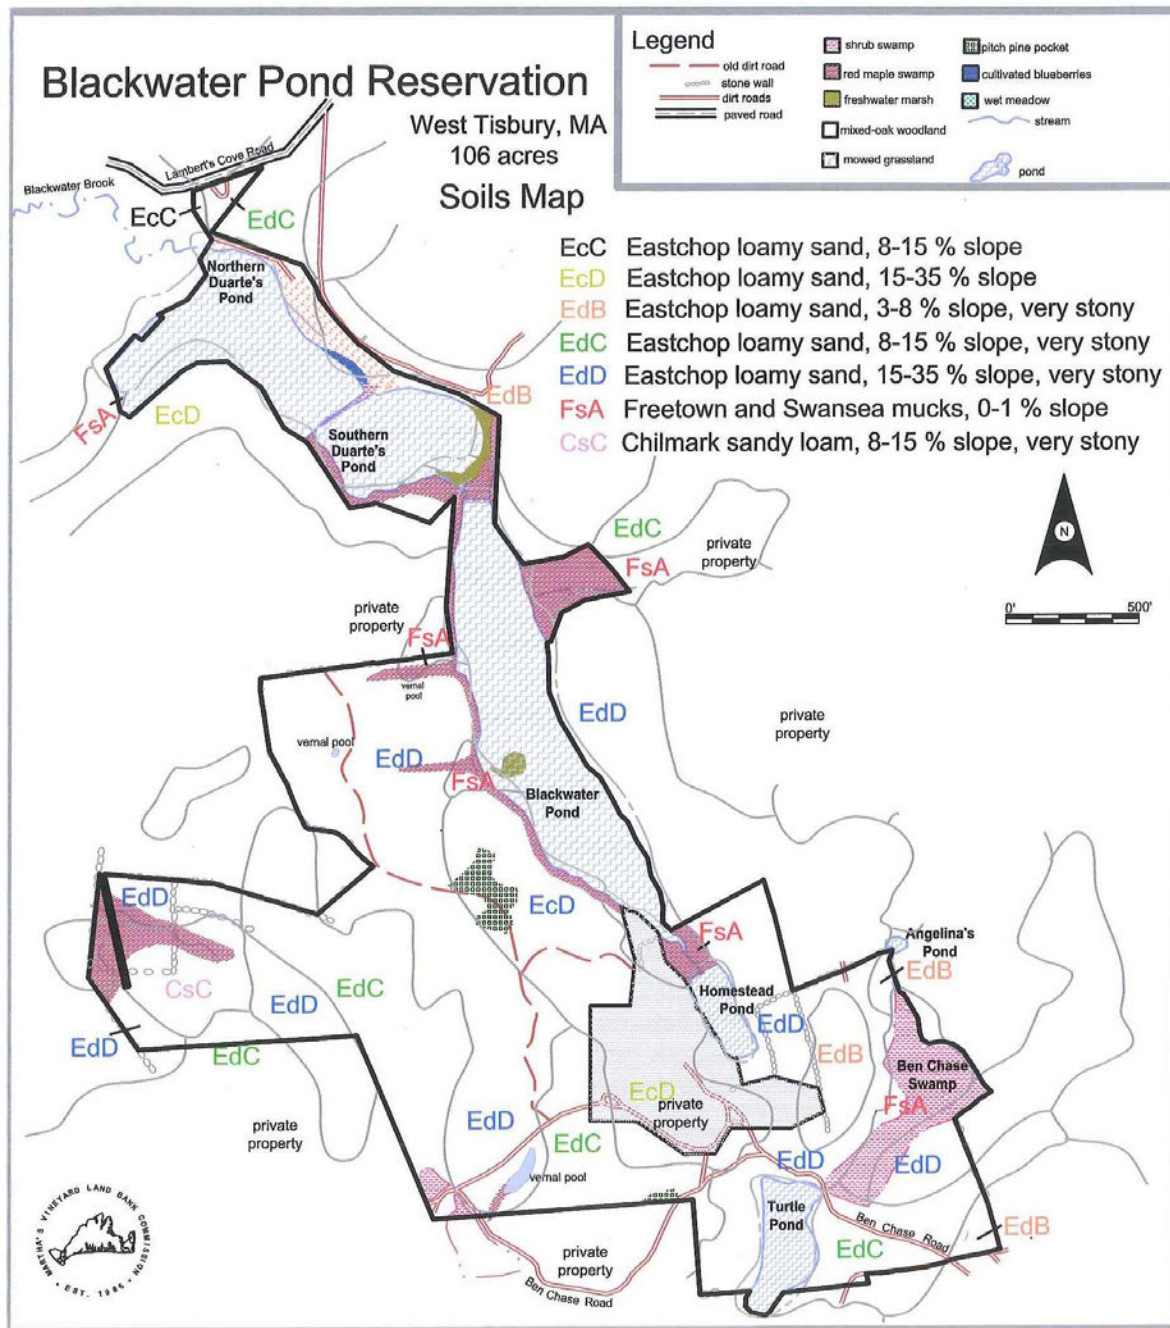 Blackwater Pond Reservation
West Tisbury, MA
106 acres
Soils Map
Legend
old dirt road
stone wall
dirt roads
paved road
shrub swamp
red maple swamp
freshwater marsh
mixed-oak woodland
mowed grassland
pitch pine pocket
cultivated blueberries
wet meadow
stream
pond
EcC Eastchop loamy sand, 8-15 % slope
EcD Eastchop loamy sand, 15-35 % slope
EdB Eastchop loamy sand, 3-8 % slope, very stony
EdC Eastchop loamy sand, 8-15 % slope, very stony
EdD Eastchop loamy sand, 15-35 % slope, very stony
FsA Freetown and Swansea mucks, 0-1 % slope
CsC Chilmark sandy loam, 8-15 % slope, very stony
Lambert's Cove Road
Blackwater Brook
EcC
EdC
Northern
Duarte's
Pond
FsA
EcD
EdB
Southern
Duarte's
Pond
EdC
private
property
FsA
N
0'
500'
private
property
FsA
vernal
pool
EdD
private
property
vernal pool
EdD
FsA
Blackwater
Pond
EdD
EcD
FsA
Angelina's
Pond
EdB
CsC
EdD
EdC
Homestead
Pond
EdD
EdB
EdD
EdC
Ben Chase
Swamp
FsA
EcD
private
property
private
property
EdD
EdC
EdD
EdD
vernal pool
Turtle
Pond
Ben Chase Road
EdB
EdC
private
property
Ben Chase Road
MARTHA'S VINEYARD LAND BANK COMMISSION
• EST. 1986 •